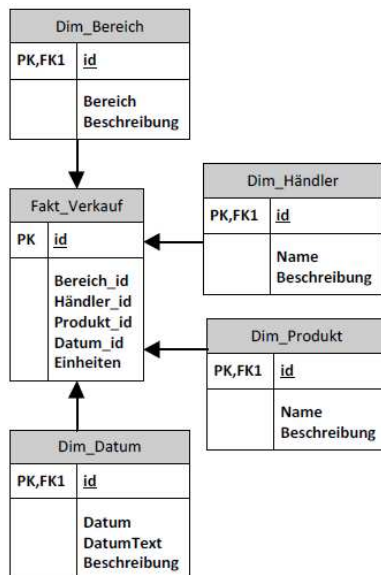 Dim_Bereich
PK,FK1 id
Bereich
Beschreibung
Fakt_Verkauf
PK id
Bereich_id
Händler_id
Produkt_id
Datum_id
Einheiten
Dim_Händler
PK,FK1 id
Name
Beschreibung
Dim_Produkt
PK,FK1 id
Name
Beschreibung
Dim_Datum
PK,FK1 id
Datum
DatumText
Beschreibung